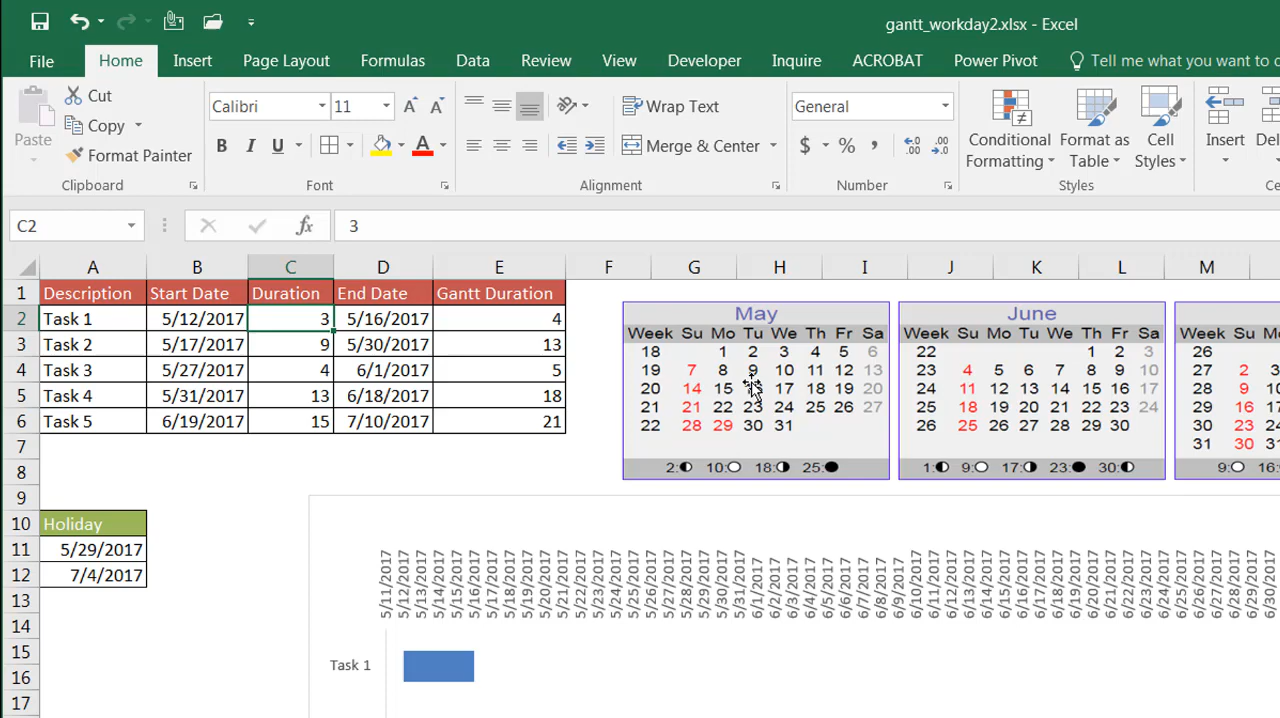 gantt_workday2.xlsx - Excel
File Home Insert Page Layout Formulas Data Review View Developer Inquire ACROBAT Power Pivot Tell me what you want to
Paste Cut Copy Format Painter
Calibri 11
Wrap Text
Merge & Center
General
$ % ,
Conditional Formatting Format as Table Cell Styles
Insert
Clipboard Font Alignment Number Styles
C2 fx 3
A B C D E F G H I J K L M
1 Description Start Date Duration End Date Gantt Duration
2 Task 1 5/12/2017 3 5/16/2017 4
3 Task 2 5/17/2017 9 5/30/2017 13
4 Task 3 5/27/2017 4 6/1/2017 5
5 Task 4 5/31/2017 13 6/18/2017 18
6 Task 5 6/19/2017 15 7/10/2017 21
7
8
9
10 Holiday
11 5/29/2017
12 7/4/2017
13
14
15
16
17
May
Week Su Mo Tu We Th Fr Sa
18 1 2 3 4 5 6
19 7 8 9 10 11 12 13
20 14 15 17 18 19 20
21 21 22 23 24 25 26 27
22 28 29 30 31
2: 10: 18: 25:
June
Week Su Mo Tu We Th Fr Sa
22 1 2 3
23 4 5 6 7 8 9 10
24 11 12 13 14 15 16 17
25 18 19 20 21 22 23 24
26 25 26 27 28 29 30
1: 9: 17: 23: 30:
Week Su Mo
26
27 2
28 9
29 16
30 23
31 30
9: 16
5/11/2017 5/12/2017 5/13/2017 5/14/2017 5/15/2017 5/16/2017 5/17/2017 5/18/2017 5/19/2017 5/20/2017 5/21/2017 5/22/2017 5/23/2017 5/24/2017 5/25/2017 5/26/2017 5/27/2017 5/28/2017 5/29/2017 5/30/2017 5/31/2017 6/1/2017 6/2/2017 6/3/2017 6/4/2017 6/5/2017 6/6/2017 6/7/2017 6/8/2017 6/9/2017 6/10/2017 6/11/2017 6/12/2017 6/13/2017 6/14/2017 6/15/2017 6/16/2017 6/17/2017 6/18/2017 6/19/2017 6/20/2017 6/21/2017 6/22/2017 6/23/2017 6/24/2017 6/25/2017 6/26/2017 6/27/2017 6/28/2017 6/29/2017 6/30/2017
Task 1